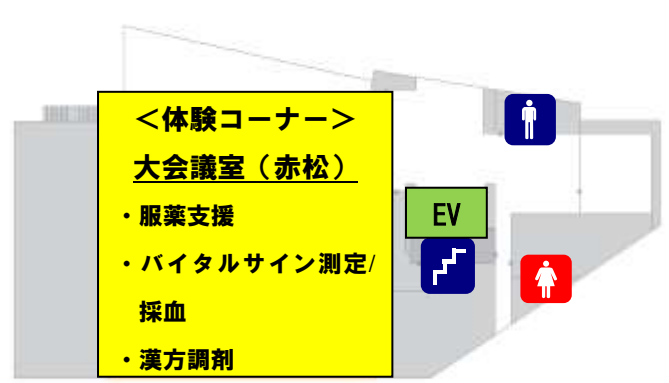 ＜体験コーナー＞
大会議室（赤松）
・服薬支援
・バイタルサイン測定/
採血
・漢方調剤
EV